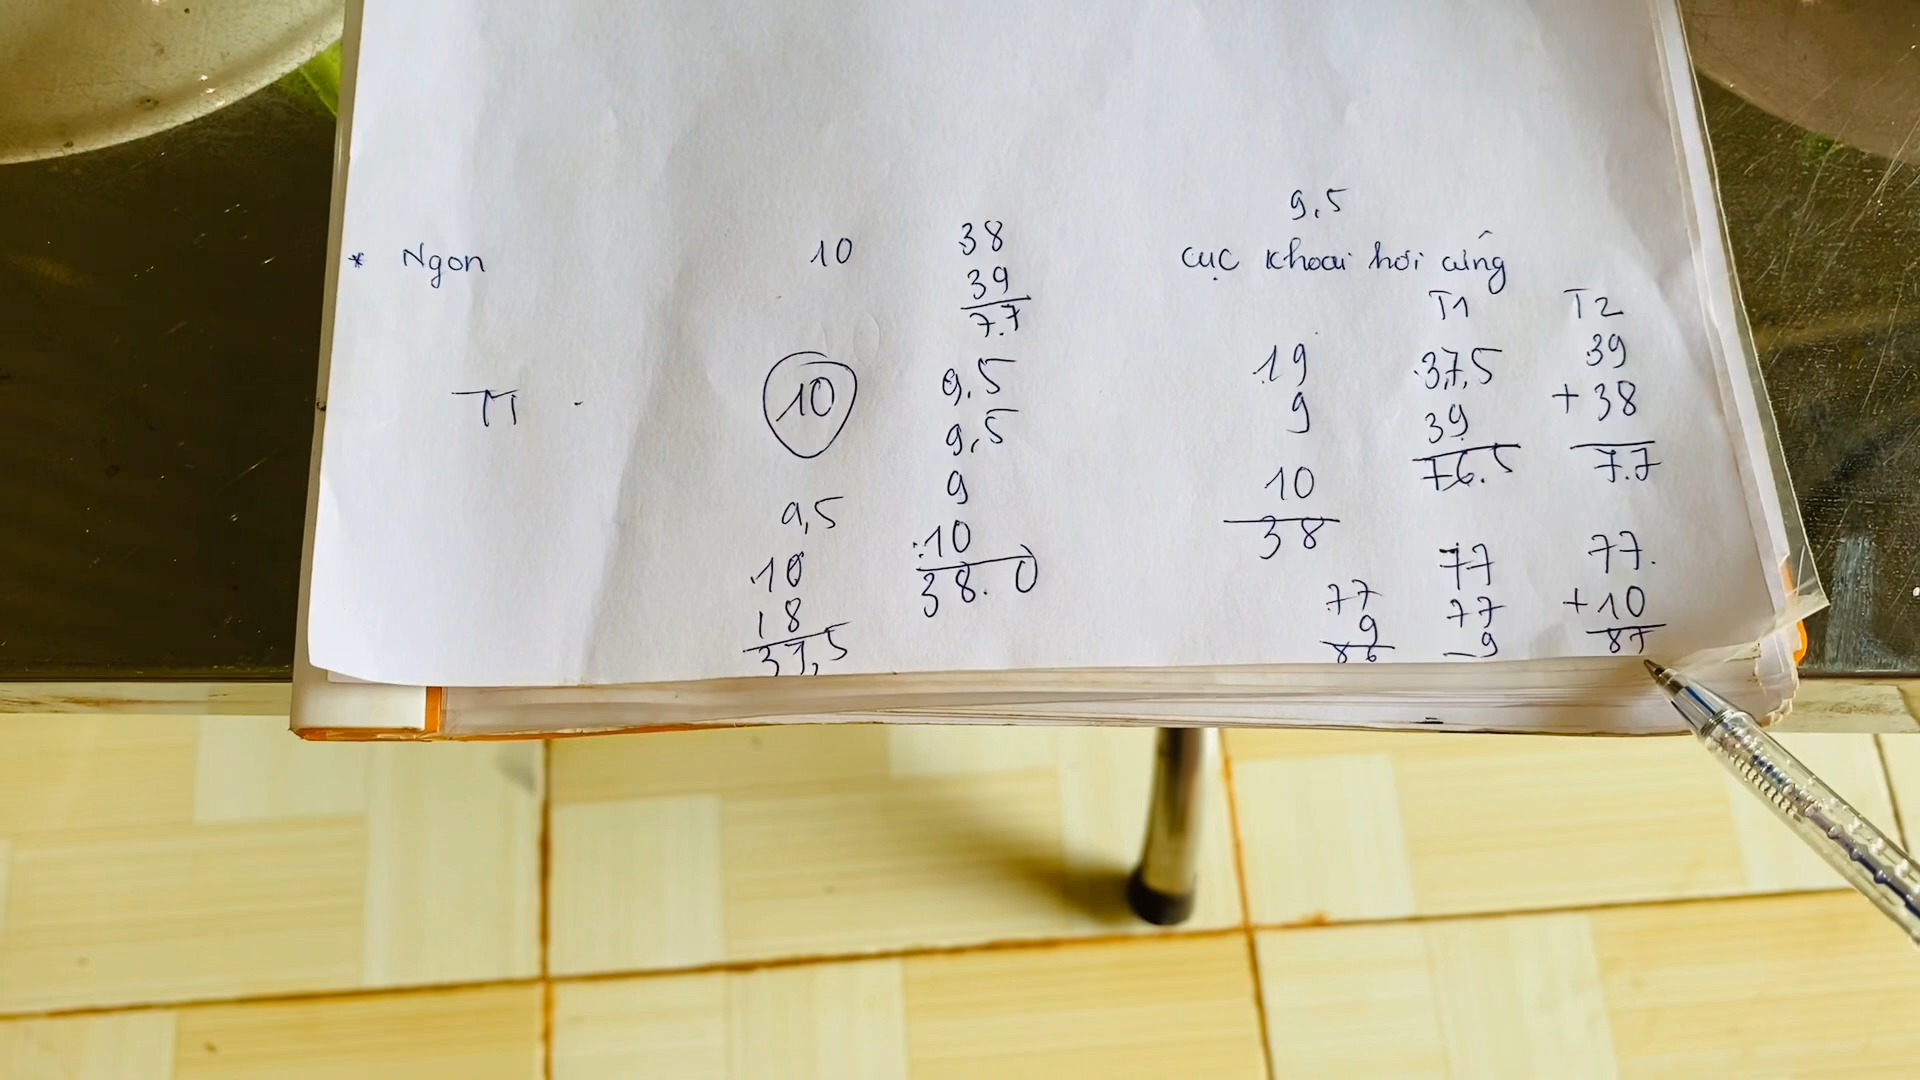 9,5
* Ngon 10 38 cục khoai hơi cứng
39 T1 T2
7.7
19 37,5 39
TT - 10 9,5 9 39 + 38
9,5 76.5 7.7
9 10
9,5 10 38
10 38.0 77 77.
18 77 77 + 10
37,5 9 9 87
86